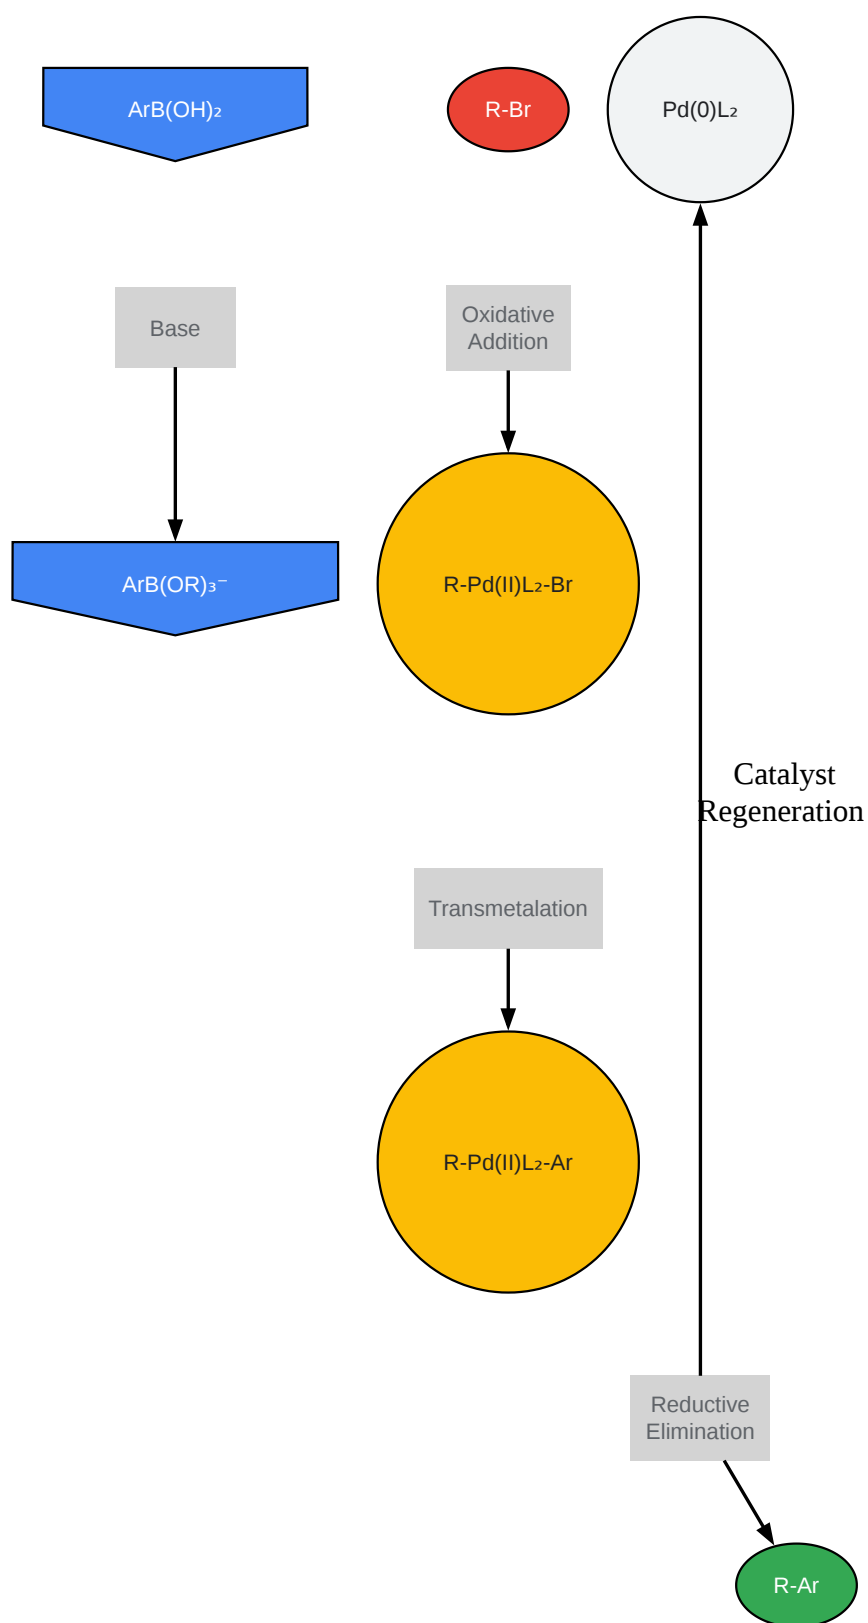 ArB(OH)₂
R-Br
Pd(0)L₂
Base
Oxidative
Addition
ArB(OR)₃⁻
R-Pd(II)L₂-Br
Catalyst
Regeneration
Transmetalation
R-Pd(II)L₂-Ar
Reductive
Elimination
R-Ar